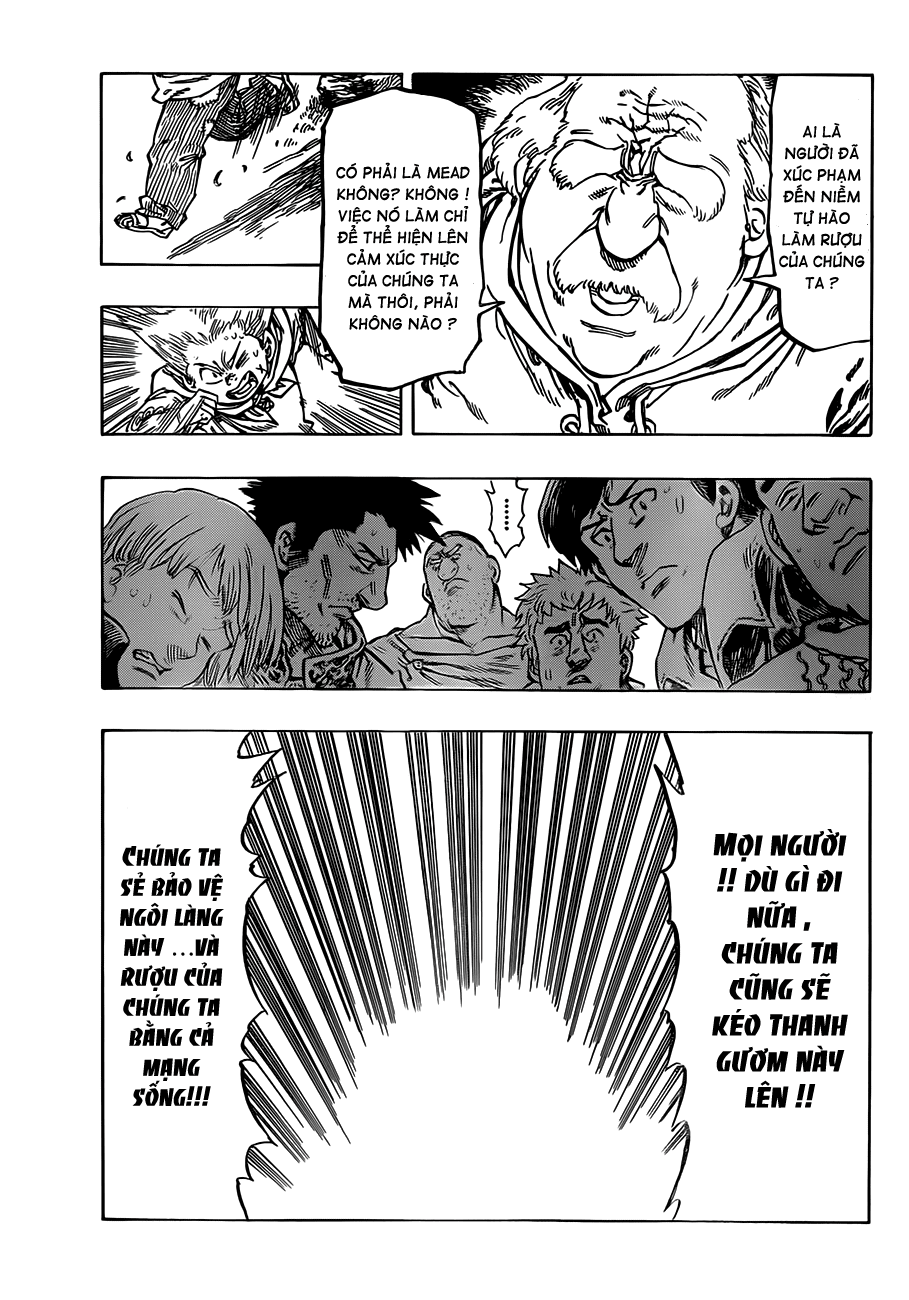 AI LÀ
NGƯỜI ĐÃ
XÚC PHẠM
ĐẾN NIỀM
TỰ HÀO
LÀM RƯỢU
CỦA CHÚNG
TA ?
CÓ PHẢI LÀ MEAD
KHÔNG? KHÔNG !
VIỆC NÓ LÀM CHỈ
ĐỂ THỂ HIỆN LÊN
CẢM XÚC THỰC
CỦA CHÚNG TA
MÀ THÔI, PHẢI
KHÔNG NÀO ?
......
MỌI NGƯỜI
!! DÙ GÌ ĐI
NỮA ,
CHÚNG TA
CŨNG SẼ
KÉO THANH
GƯƠM NÀY
LÊN !!
CHÚNG TA
SẺ BẢO VỆ
NGÔI LÀNG
NÀY ...VÀ
RƯỢU CỦA
CHÚNG TA
BẰNG CẢ
MẠNG
SỐNG!!!